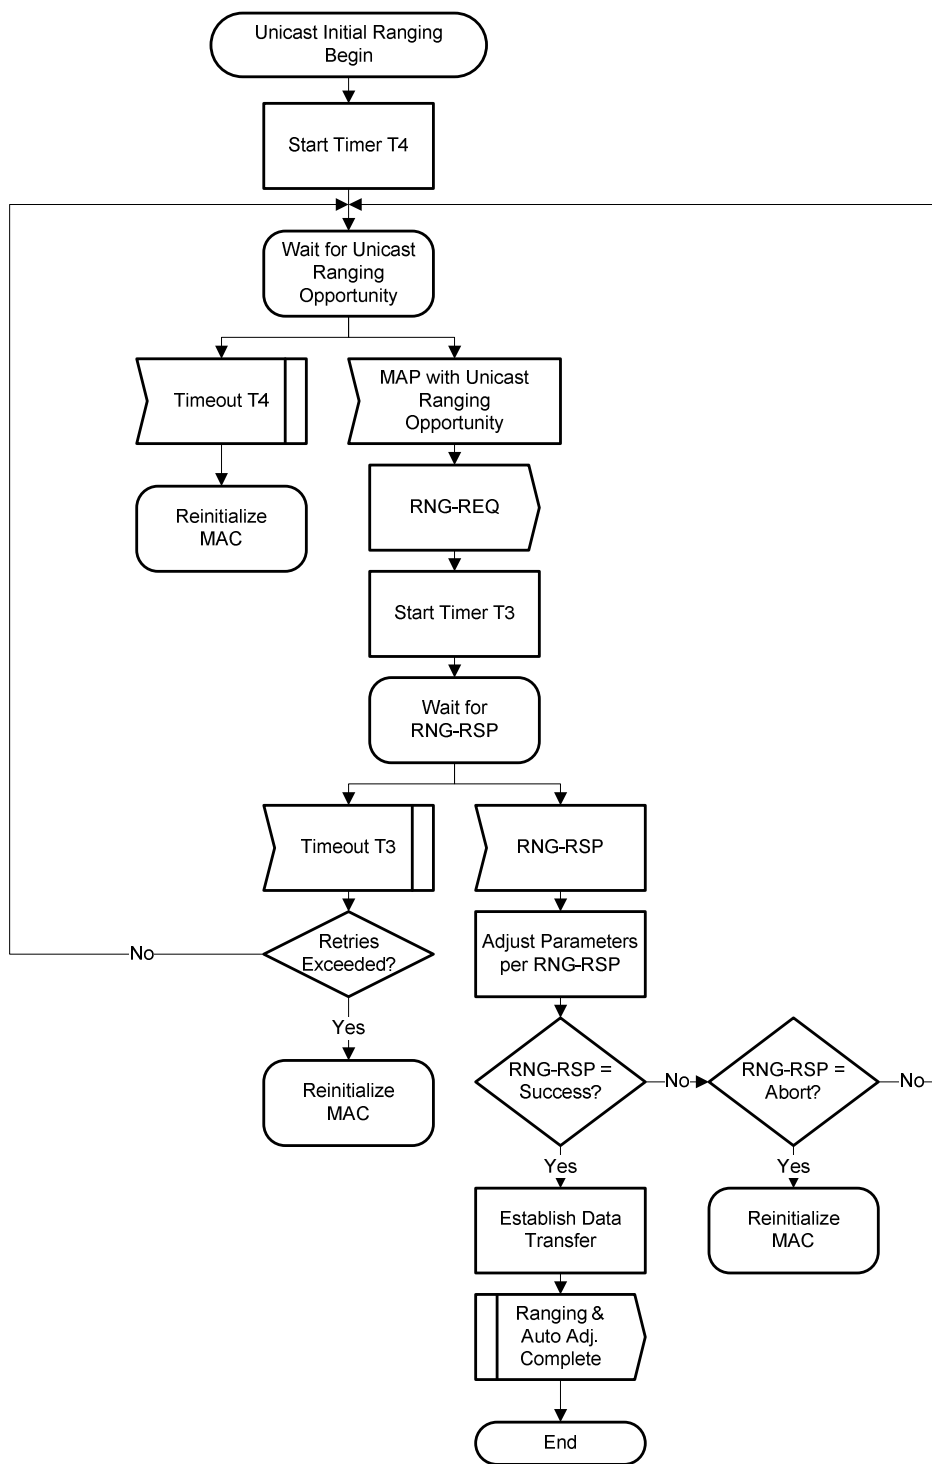 Unicast Initial Ranging
Begin
Start Timer T4
Wait for Unicast
Ranging
Opportunity
Timeout T4
MAP with Unicast
Ranging
Opportunity
Reinitialize
MAC
RNG-REQ
Start Timer T3
Wait for
RNG-RSP
Timeout T3
RNG-RSP
Retries
Exceeded?
No
Yes
Adjust Parameters
per RNG-RSP
Reinitialize
MAC
RNG-RSP =
Success?
No
RNG-RSP =
Abort?
No
Yes
Yes
Establish Data
Transfer
Reinitialize
MAC
Ranging &
Auto Adj.
Complete
End